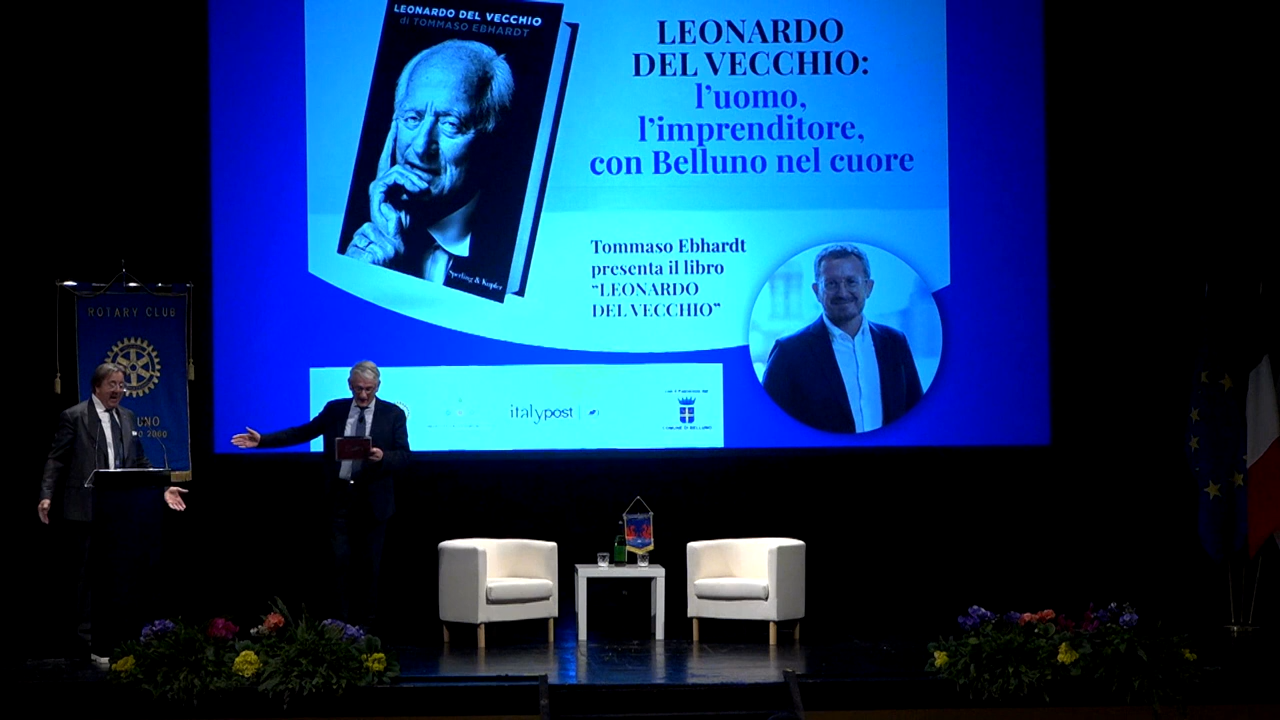 LEONARDO DEL VECCHIO
di TOMMASO EBHARDT
Sperling & Kupfer
LEONARDO
DEL VECCHIO:
l’uomo,
l’imprenditore,
con Belluno nel cuore
Tommaso Ebhardt
presenta il libro
“LEONARDO
DEL VECCHIO”
italypost
COMUNE DI BELLUNO
ROTARY CLUB